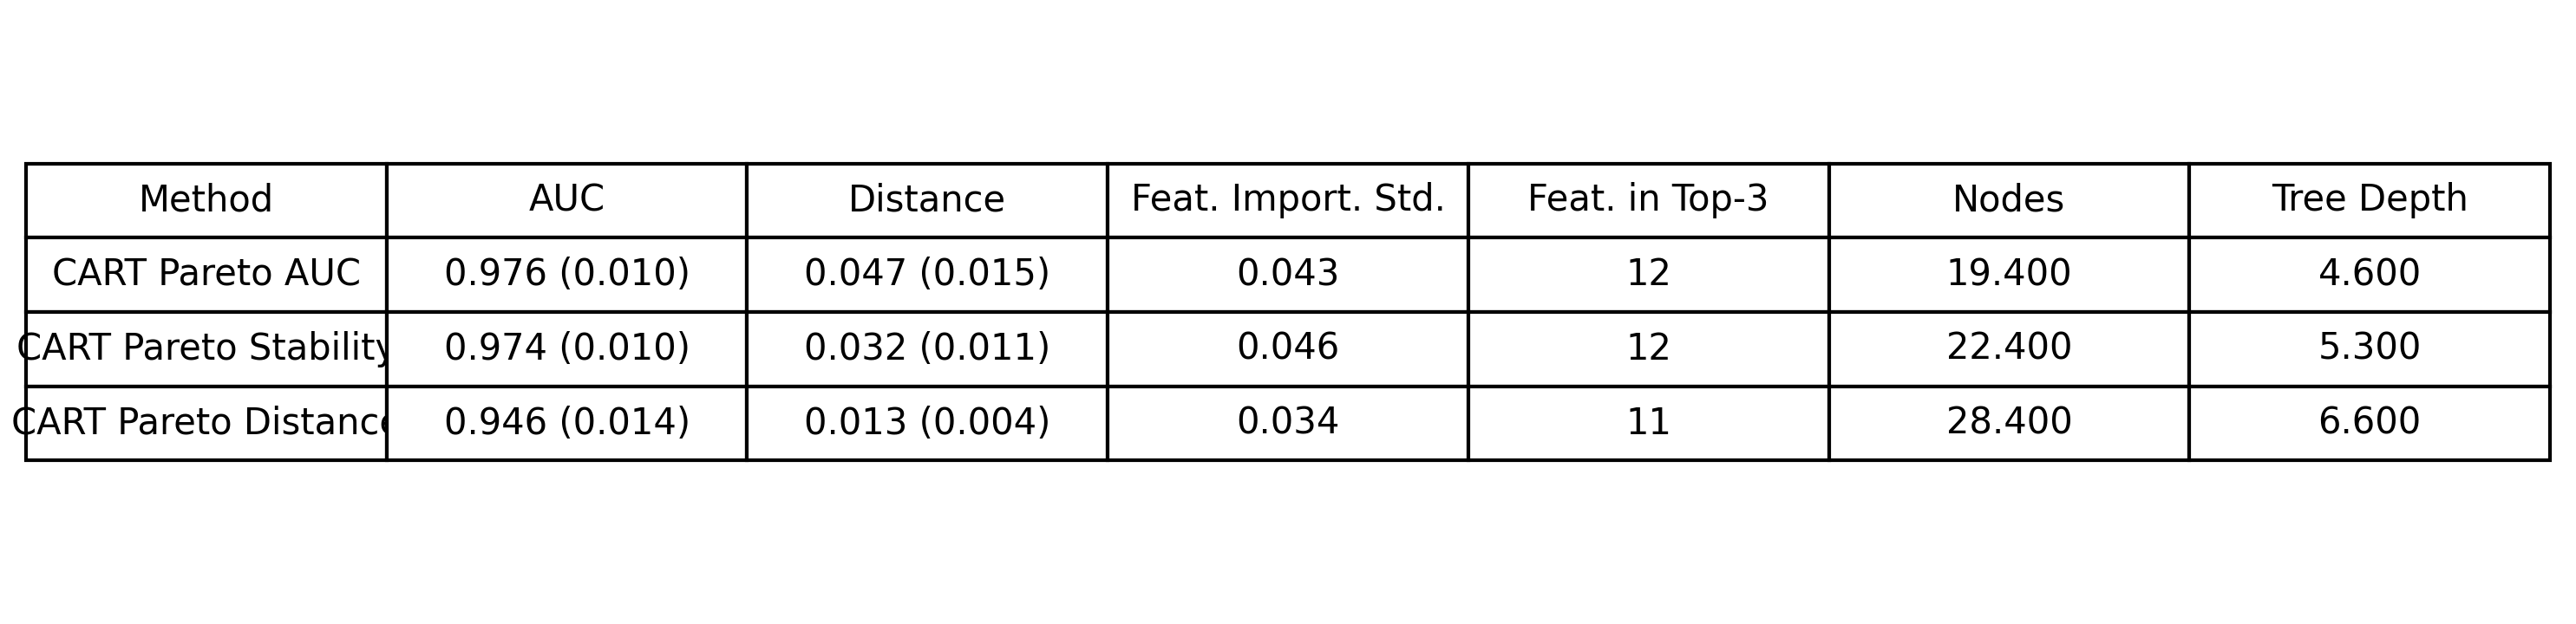 Method AUC Distance Feat. Import. Std. Feat. in Top-3 Nodes Tree Depth
CART Pareto AUC 0.976 (0.010) 0.047 (0.015) 0.043 12 19.400 4.600
CART Pareto Stability 0.974 (0.010) 0.032 (0.011) 0.046 12 22.400 5.300
CART Pareto Distance 0.946 (0.014) 0.013 (0.004) 0.034 11 28.400 6.600